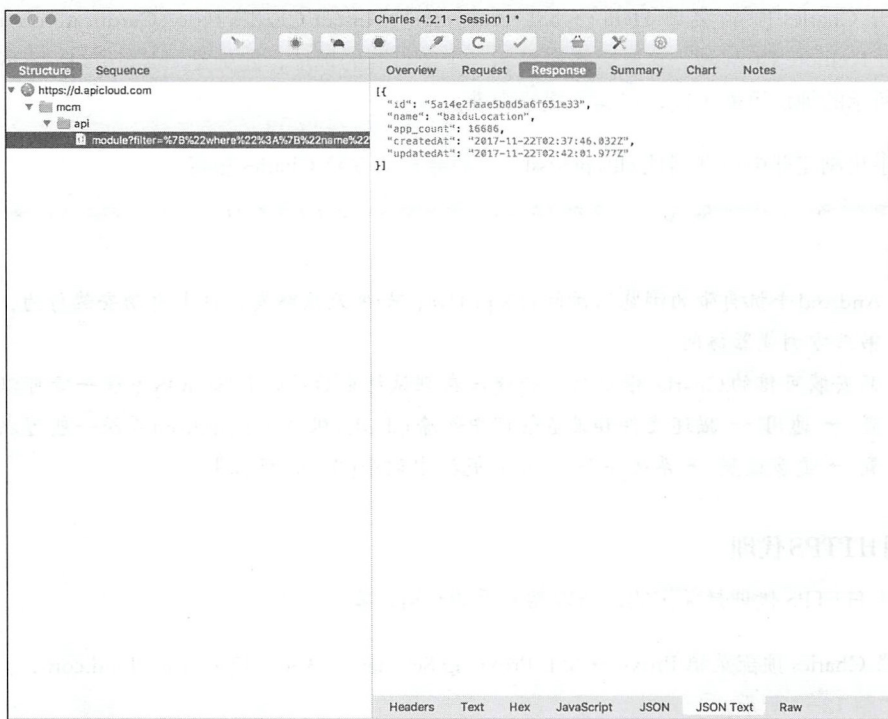 Charles 4.2.1 - Session 1 *
Structure Sequence
Overview Request Response Summary Chart Notes
https://d.apicloud.com
mcm
api
module?filter=%7B%22where%22%3A%7B%22name%22
[{
"id": "5a14e2faae5b8d5a6f651e33",
"name": "baiduLocation",
"app_count": 16686,
"createdAt": "2017-11-22T02:37:46.032Z",
"updatedAt": "2017-11-22T02:42:01.977Z"
}]
Headers Text Hex JavaScript JSON JSON Text Raw